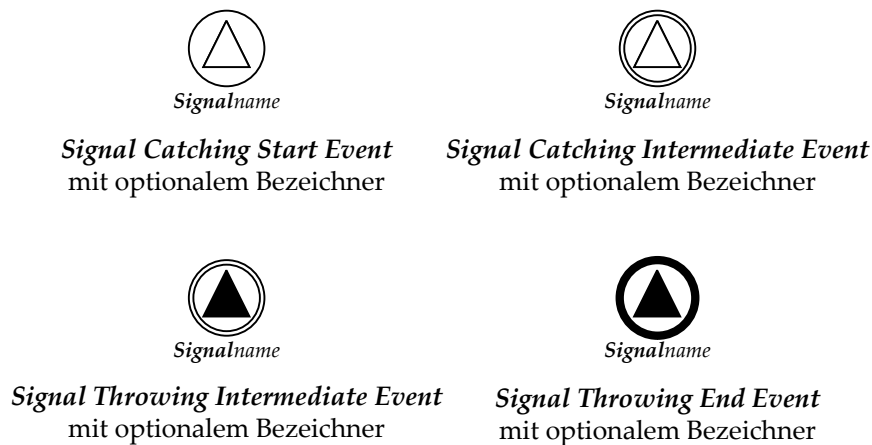 Signalname
Signalname
Signal Catching Start Event
Signal Catching Intermediate Event
mit optionalem Bezeichner
mit optionalem Bezeichner
Signalname
Signalname
Signal Throwing Intermediate Event
Signal Throwing End Event
mit optionalem Bezeichner
mit optionalem Bezeichner